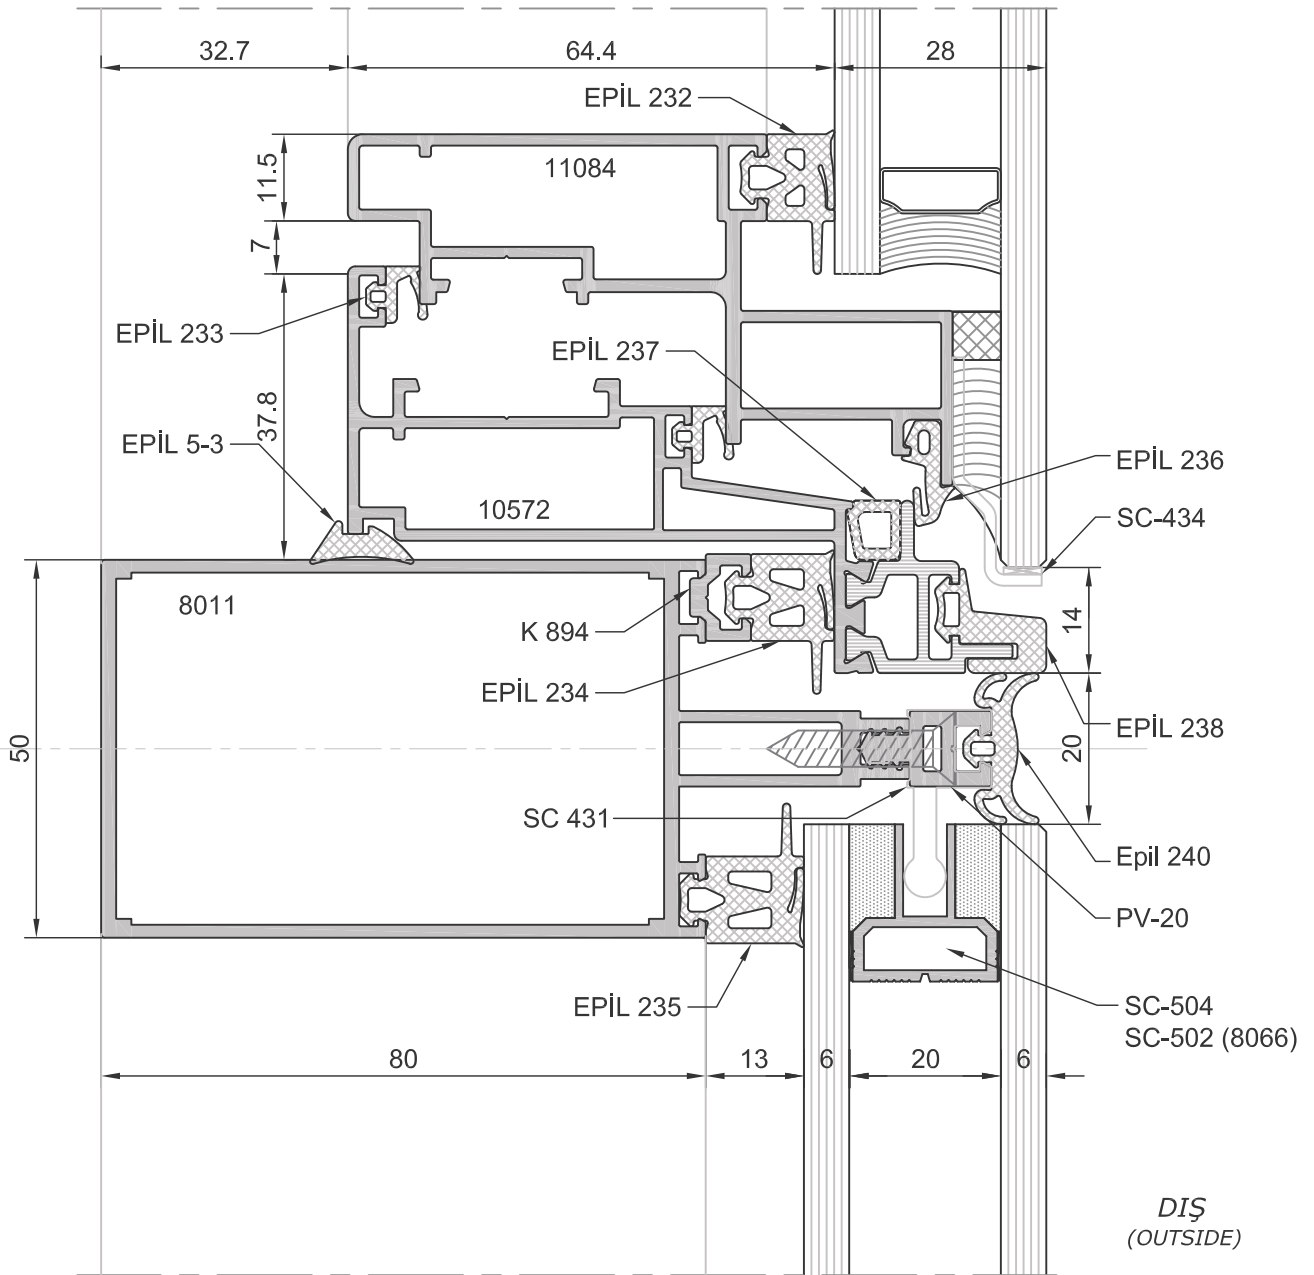 32.7
64.4
28
EPİL 232
11084
11.5
7
EPİL 233
EPİL 237
37.8
EPİL 5-3
EPİL 236
10572
SC-434
8011
K 894
14
EPİL 234
EPİL 238
50
20
SC 431
Epil 240
PV-20
EPİL 235
SC-504
SC-502 (8066)
80
13
6
20
6
DIŞ
(OUTSIDE)